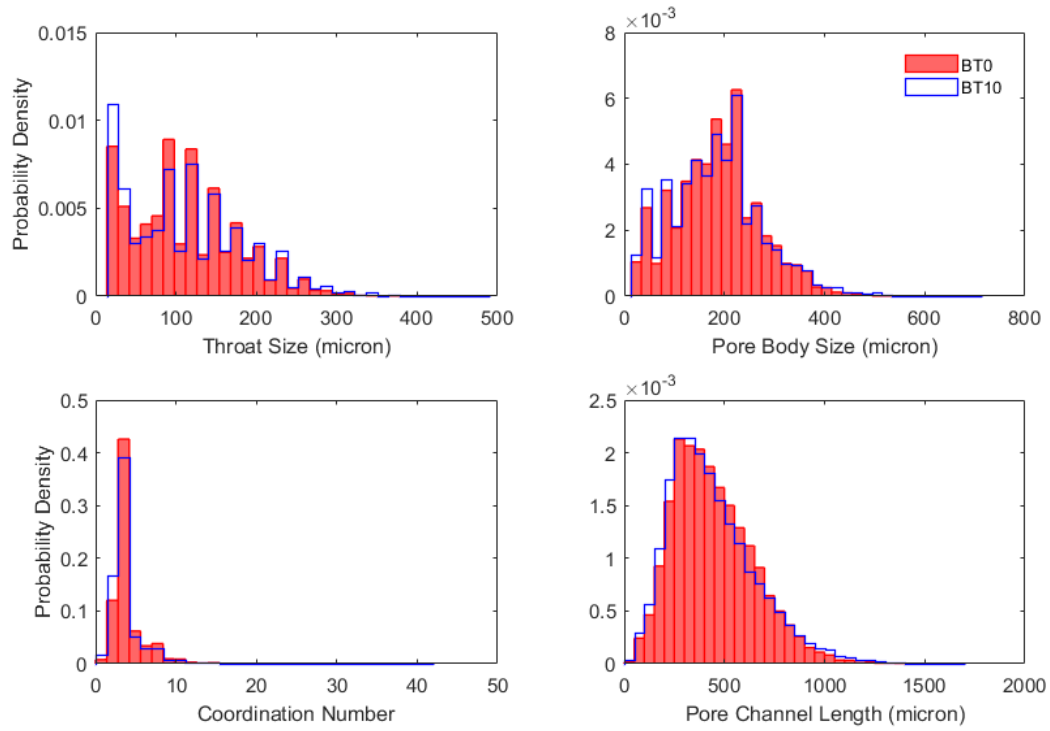 0.015
0.01
0.005
0
Probability Density
0 100 200 300 400 500
Throat Size (micron)
×10⁻³
8
6
4
2
0
BT0
BT10
0 200 400 600 800
Pore Body Size (micron)
0.5
0.4
0.3
0.2
0.1
0
Probability Density
0 10 20 30 40 50
Coordination Number
×10⁻³
2.5
2
1.5
1
0.5
0
0 500 1000 1500 2000
Pore Channel Length (micron)